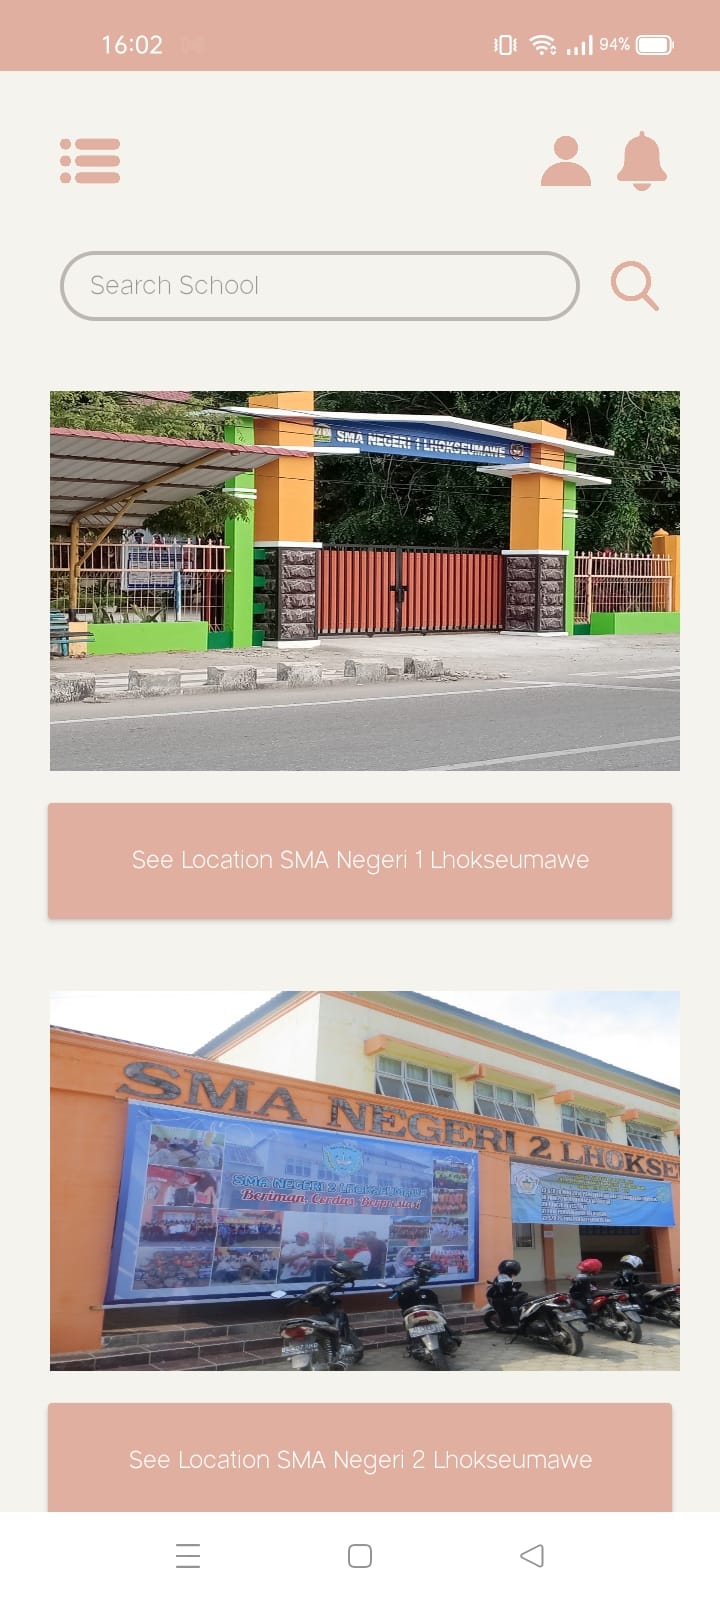 16:02
94%
Search School
SMA NEGERI 1 LHOKSEUMAWE
See Location SMA Negeri 1 Lhokseumawe
SMA NEGERI 2 LHOKSE
SMA NEGERI 2 LHOKSEUMAWE
Beriman, Cerdas, Berprestasi
See Location SMA Negeri 2 Lhokseumawe